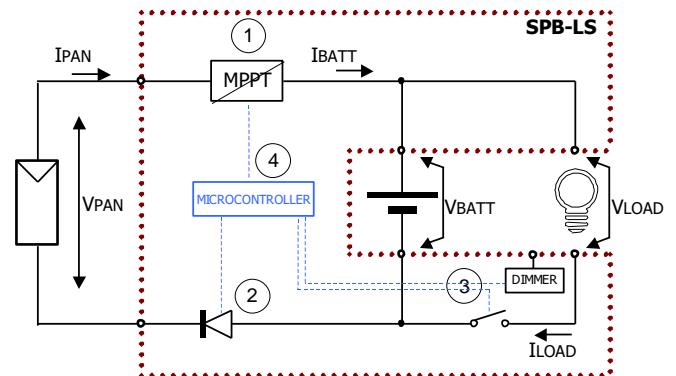 SPB-LS
1
IPAN
IBATT
MPPT
4
MICROCONTROLLER
VPAN
VBATT
VLOAD
2
3
DIMMER
ILOAD